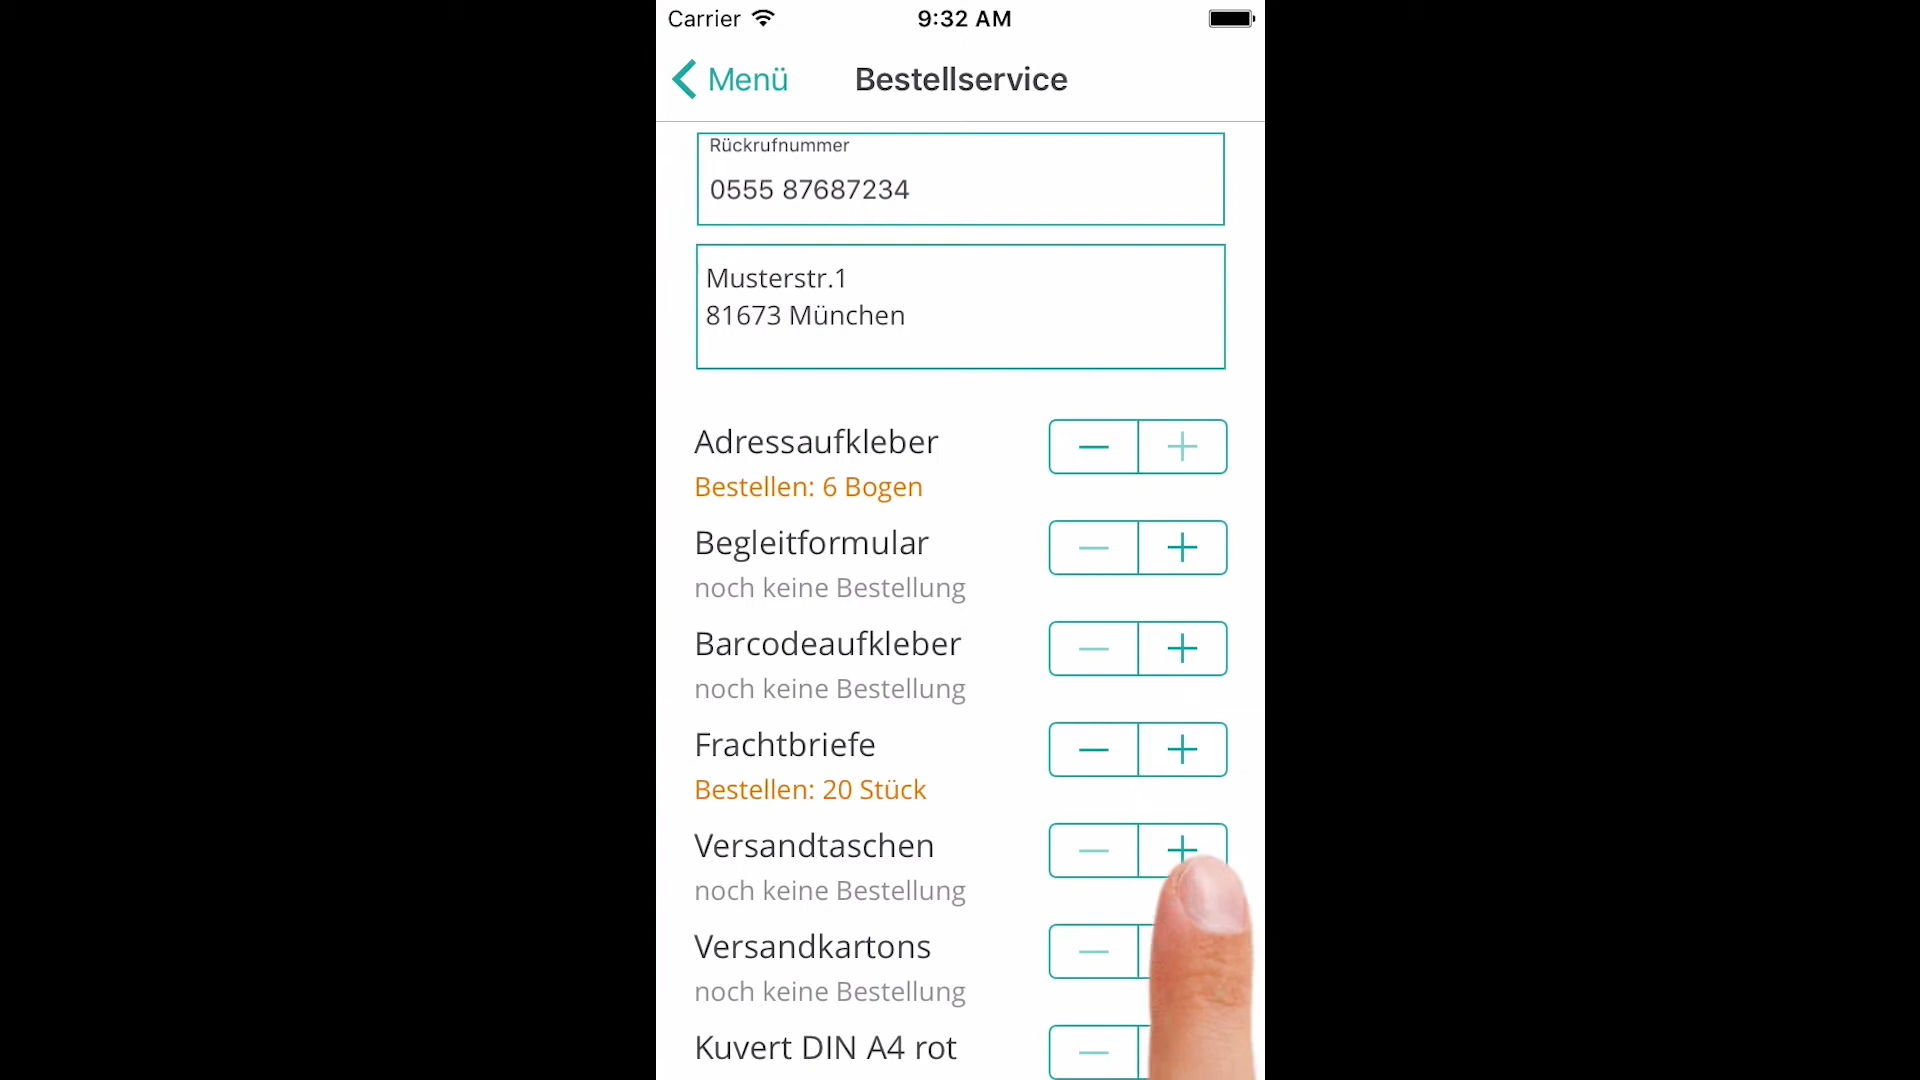 Carrier
9:32 AM
Menü
Bestellservice
Rückrufnummer
0555 87687234
Musterstr.1
81673 München
Adressaufkleber
Bestellen: 6 Bogen
Begleitformular
noch keine Bestellung
Barcodeaufkleber
noch keine Bestellung
Frachtbriefe
Bestellen: 20 Stück
Versandtaschen
noch keine Bestellung
Versandkartons
noch keine Bestellung
Kuvert DIN A4 rot